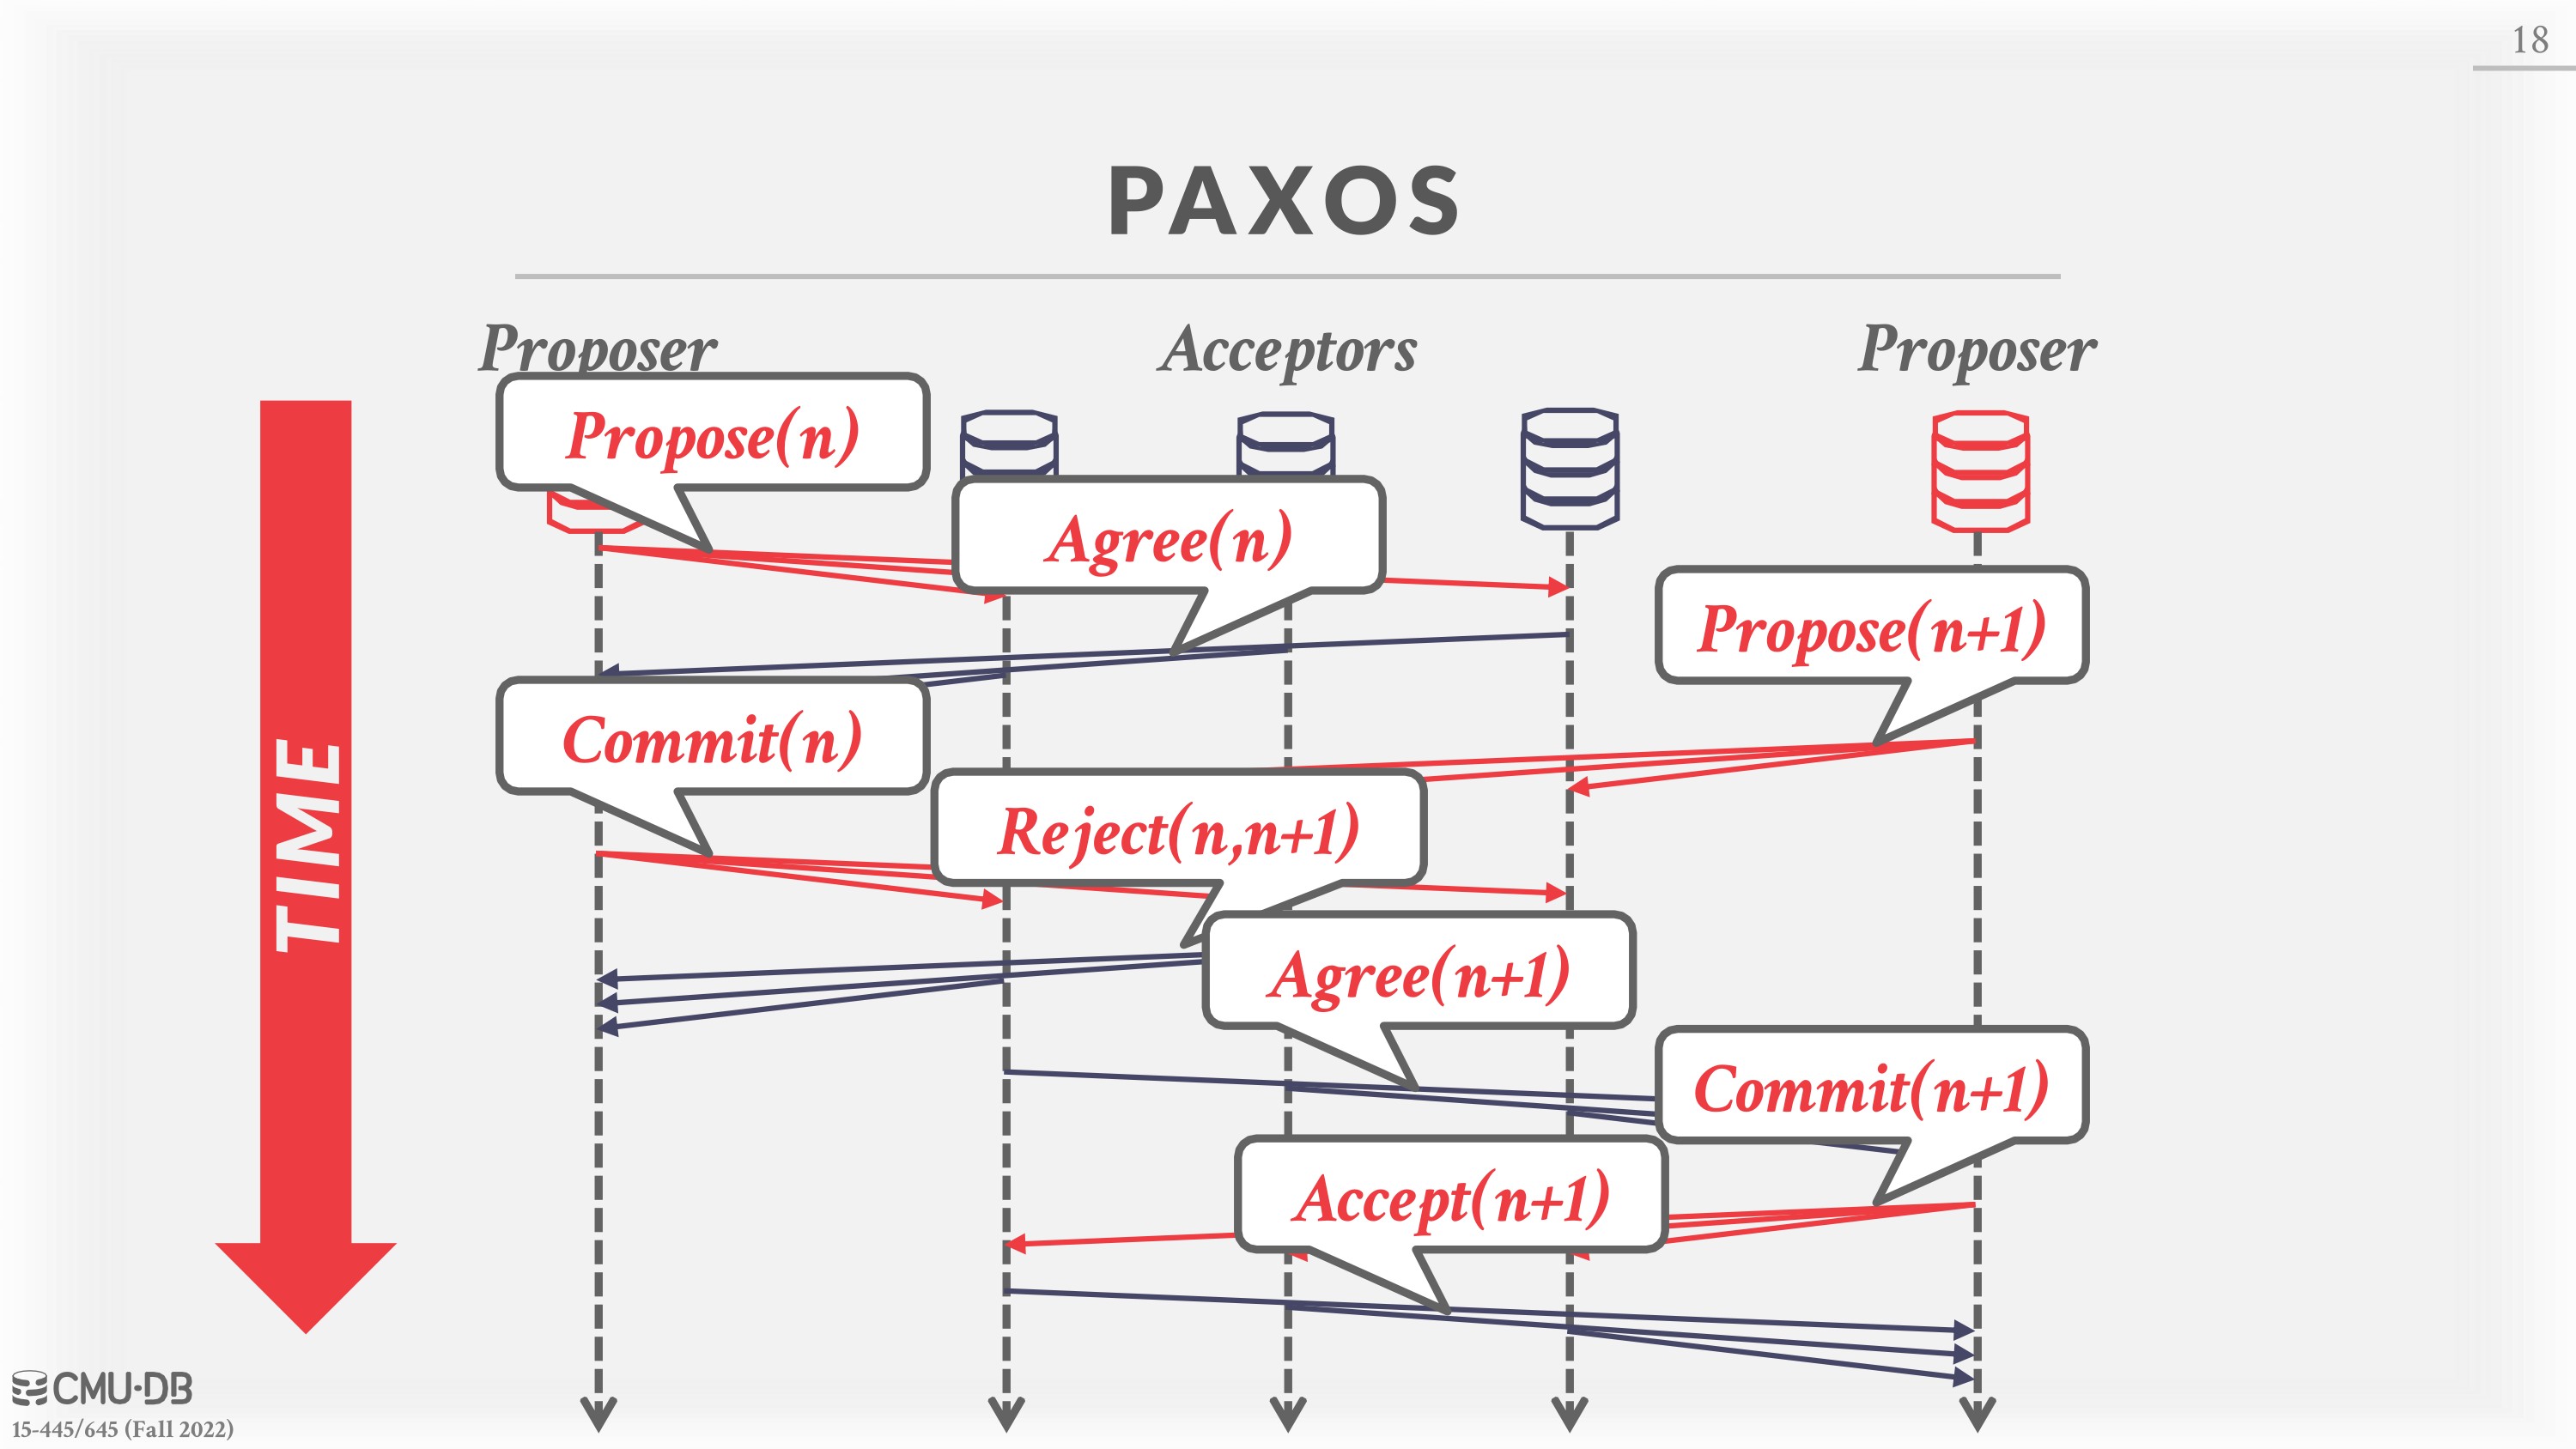 18
PAXOS
Proposer
Acceptors
Proposer
Propose(n)
Agree(n)
Propose(n+1)
Commit(n)
Reject(n,n+1)
Agree(n+1)
Commit(n+1)
Accept(n+1)
TIME
CMU·DB
15-445/645 (Fall 2022)